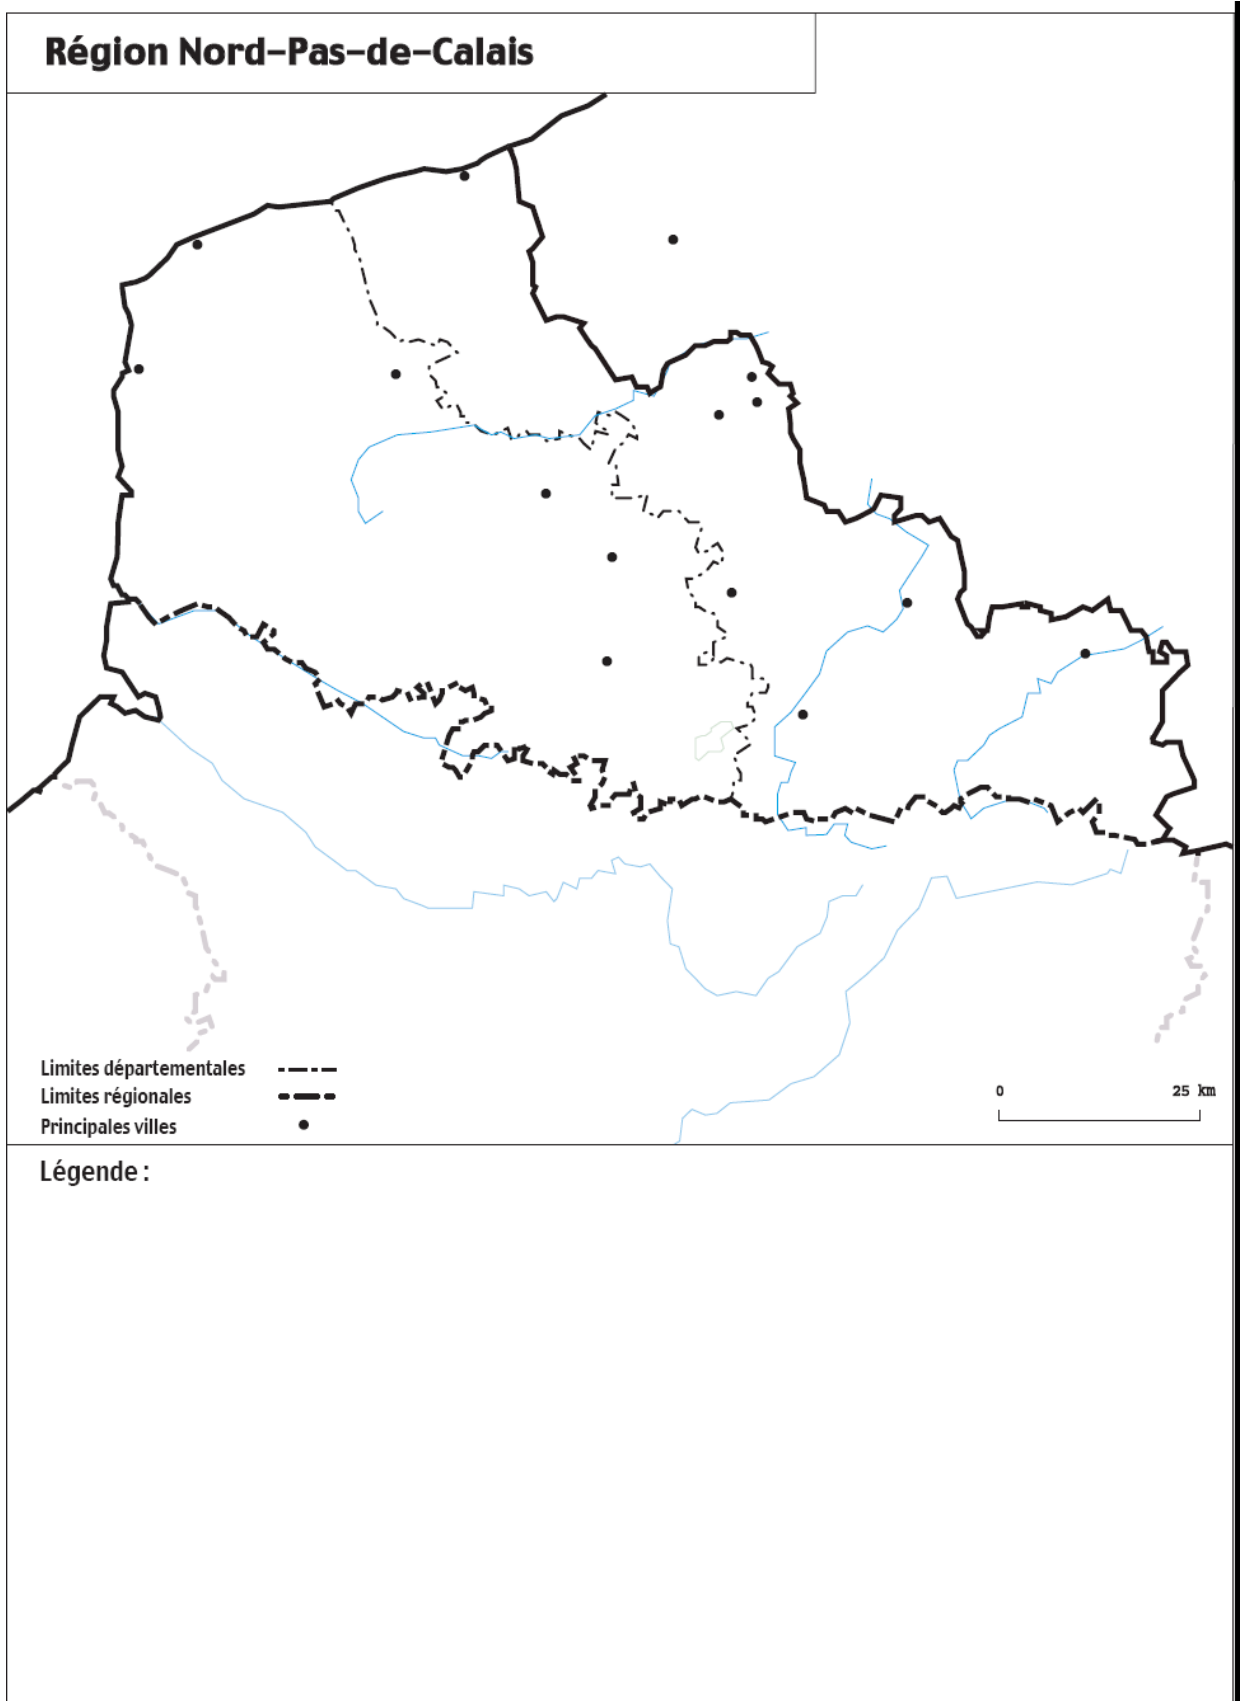 Région Nord–Pas–de–Calais
Limites départementales
Limites régionales
Principales villes
0 25 km
Légende :